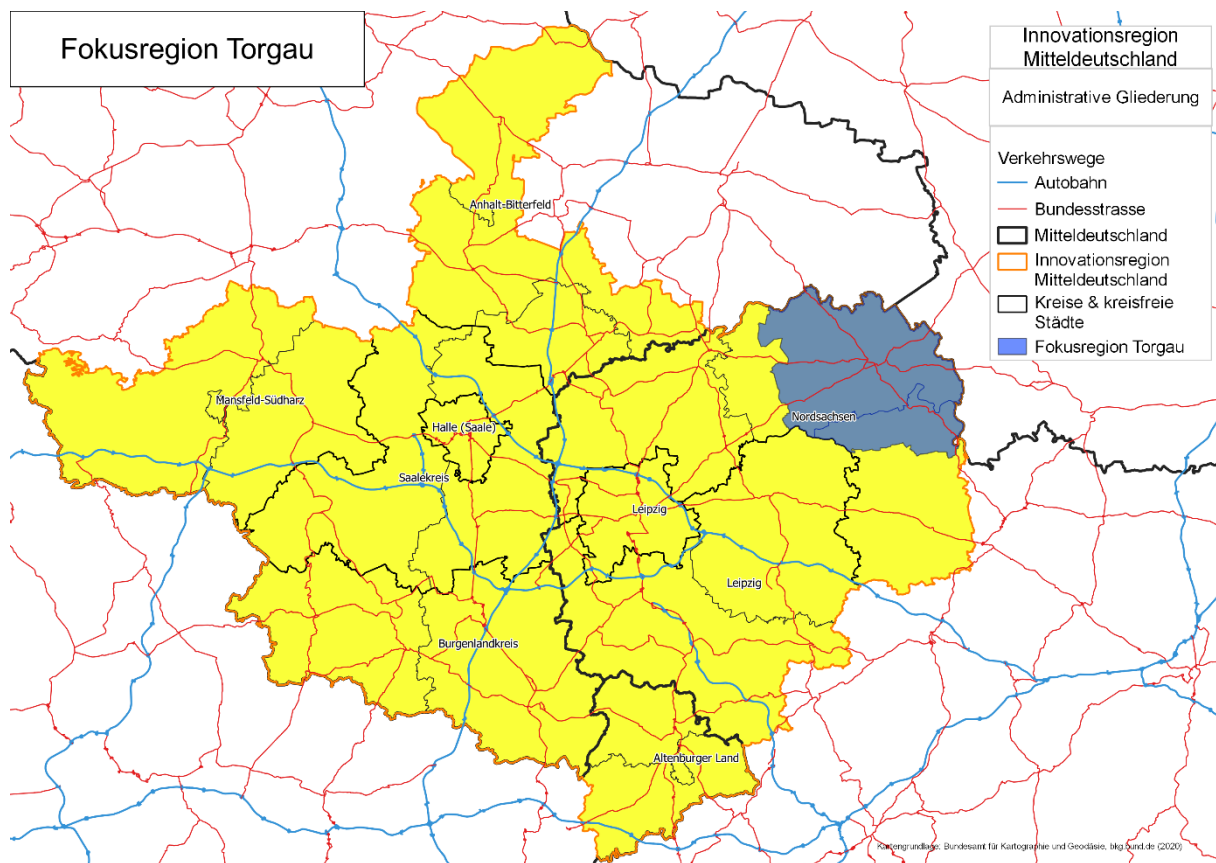 Fokusregion Torgau
Innovationsregion
Mitteldeutschland
Administrative Gliederung
Verkehrswege
Autobahn
Bundesstrasse
Mitteldeutschland
Innovationsregion
Mitteldeutschland
Kreise & kreisfreie
Städte
Fokusregion Torgau
Anhalt-Bitterfeld
Mansfeld-Südharz
Nordsachsen
Halle (Saale)
Saalekreis
Leipzig
Leipzig
Burgenlandkreis
Altenburger Land
Kartengrundlage: Bundesamt für Kartographie und Geodäsie, bkg.bund.de (2020)